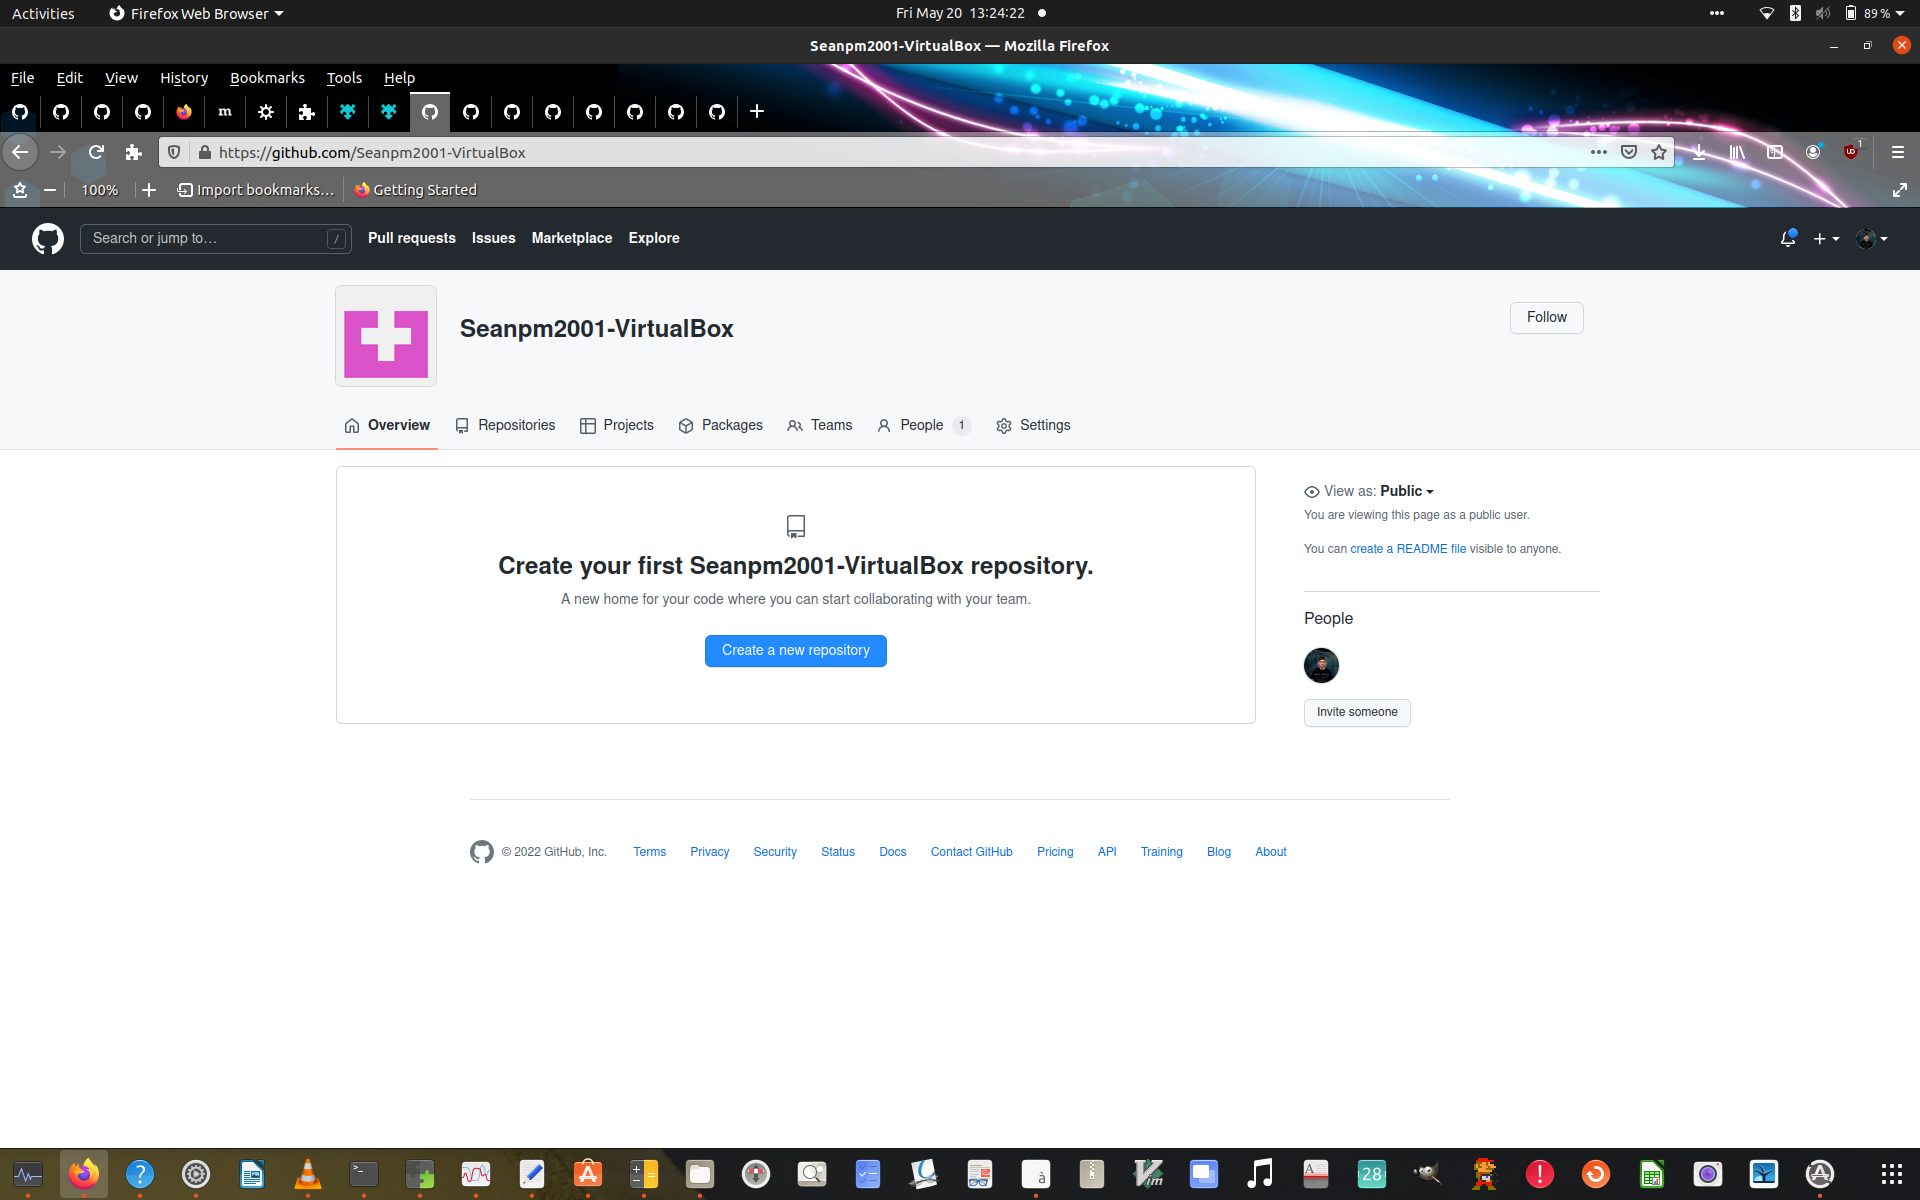 Activities Firefox Web Browser Fri May 20 13:24:22 89 %
Seanpm2001-VirtualBox — Mozilla Firefox
File Edit View History Bookmarks Tools Help
m
https://github.com/Seanpm2001-VirtualBox 1
100% Import bookmarks... Getting Started
Search or jump to… / Pull requests Issues Marketplace Explore
Seanpm2001-VirtualBox
Follow
Overview Repositories Projects Packages Teams People 1 Settings
View as: Public
You are viewing this page as a public user.
You can create a README file visible to anyone.
Create your first Seanpm2001-VirtualBox repository.
A new home for your code where you can start collaborating with your team.
Create a new repository
People
Invite someone
© 2022 GitHub, Inc. Terms Privacy Security Status Docs Contact GitHub Pricing API Training Blog About
? >_ à Vim A 28 !